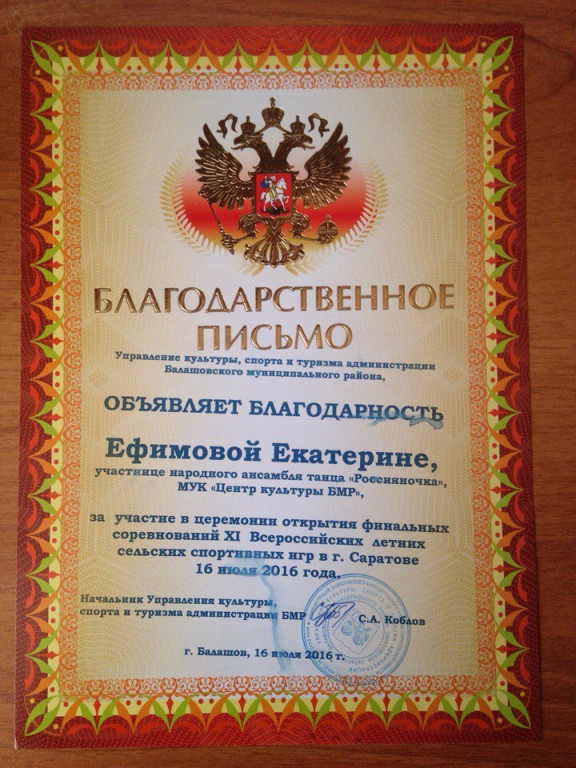 БЛАГОДАРСТВЕННОЕ
ПИСЬМО
Управление культуры, спорта и туризма администрации
Балашовского муниципального района,
ОБЪЯВЛЯЕТ БЛАГОДАРНОСТЬ
Ефимовой Екатерине,
участнице народного ансамбля танца «Россияночка»,
МУК «Центр культуры БМР»,
за участие в церемонии открытия финальных
соревнований XI Всероссийских летних
сельских спортивных игр в г. Саратове
16 июля 2016 года.
Начальник Управления культуры,
спорта и туризма администрации БМР
С.А. Коблов
г. Балашов, 16 июля 2016 г.